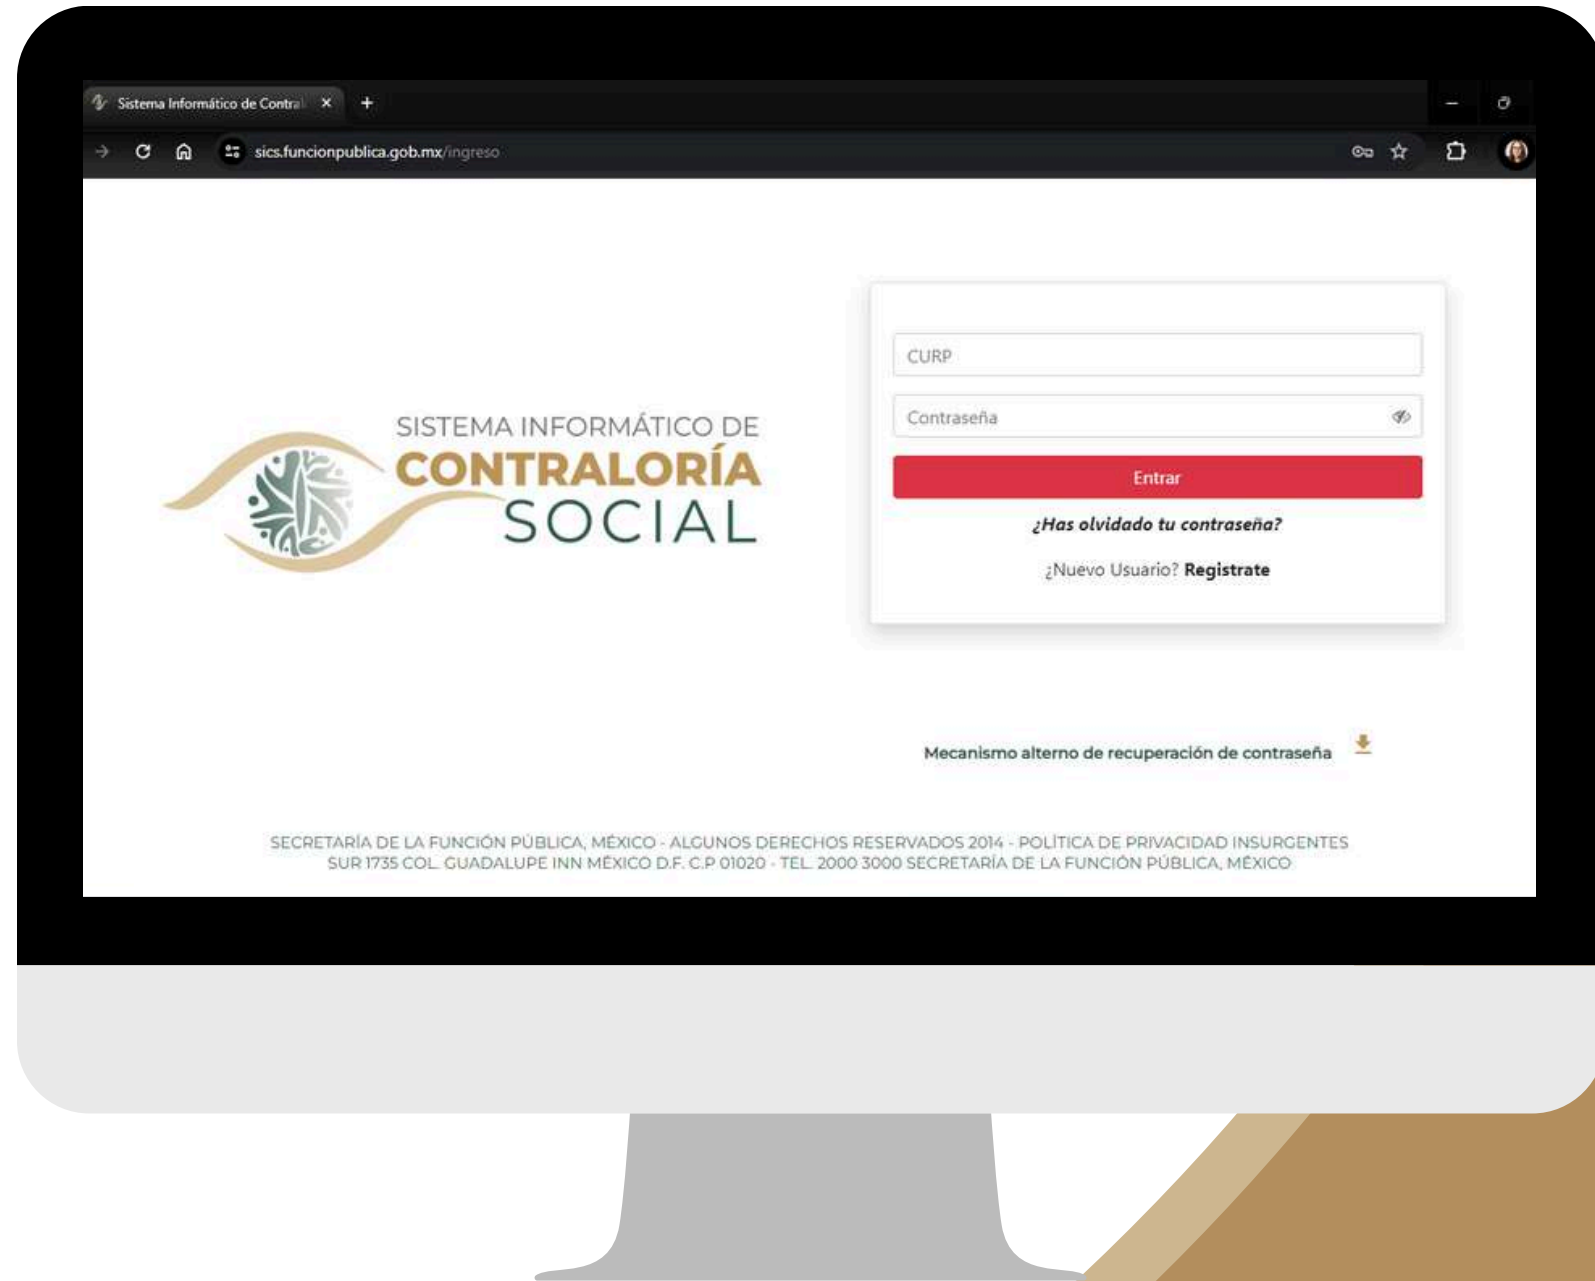 Sistema Informático de Contral
sics.funcionpublica.gob.mx/ingreso
SISTEMA INFORMÁTICO DE
CONTRALORÍA
SOCIAL
CURP
Contraseña
Entrar
¿Has olvidado tu contraseña?
¿Nuevo Usuario? Registrate
Mecanismo alterno de recuperación de contraseña
SECRETARÍA DE LA FUNCIÓN PÚBLICA, MÉXICO - ALGUNOS DERECHOS RESERVADOS 2014 - POLÍTICA DE PRIVACIDAD INSURGENTES
SUR 1735 COL. GUADALUPE INN MÉXICO D.F. C.P 01020 - TEL. 2000 3000 SECRETARÍA DE LA FUNCIÓN PÚBLICA, MÉXICO